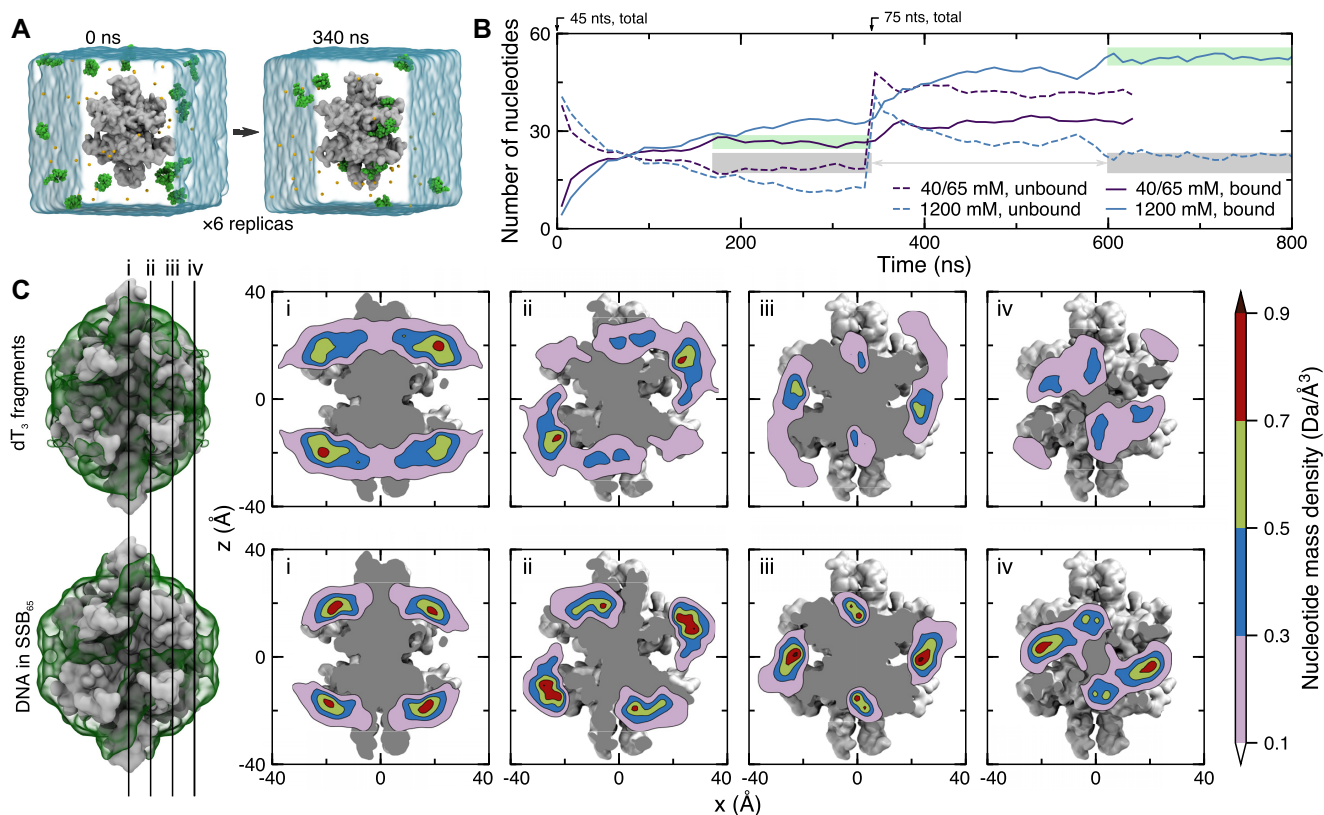 A
0 ns
340 ns
×6 replicas
B
45 nts, total
75 nts, total
Number of nucleotides
60
30
0
0
200
400
600
800
Time (ns)
40/65 mM, unbound
40/65 mM, bound
1200 mM, unbound
1200 mM, bound
C
i
ii
iii
iv
dT3 fragments
DNA in SSB65
i
ii
iii
iv
40
0
-40
z (Å)
i
ii
iii
iv
40
0
-40
-40
0
40
0
40
0
40
0
40
x (Å)
0.9
0.7
0.5
0.3
0.1
Nucleotide mass density (Da/Å³)